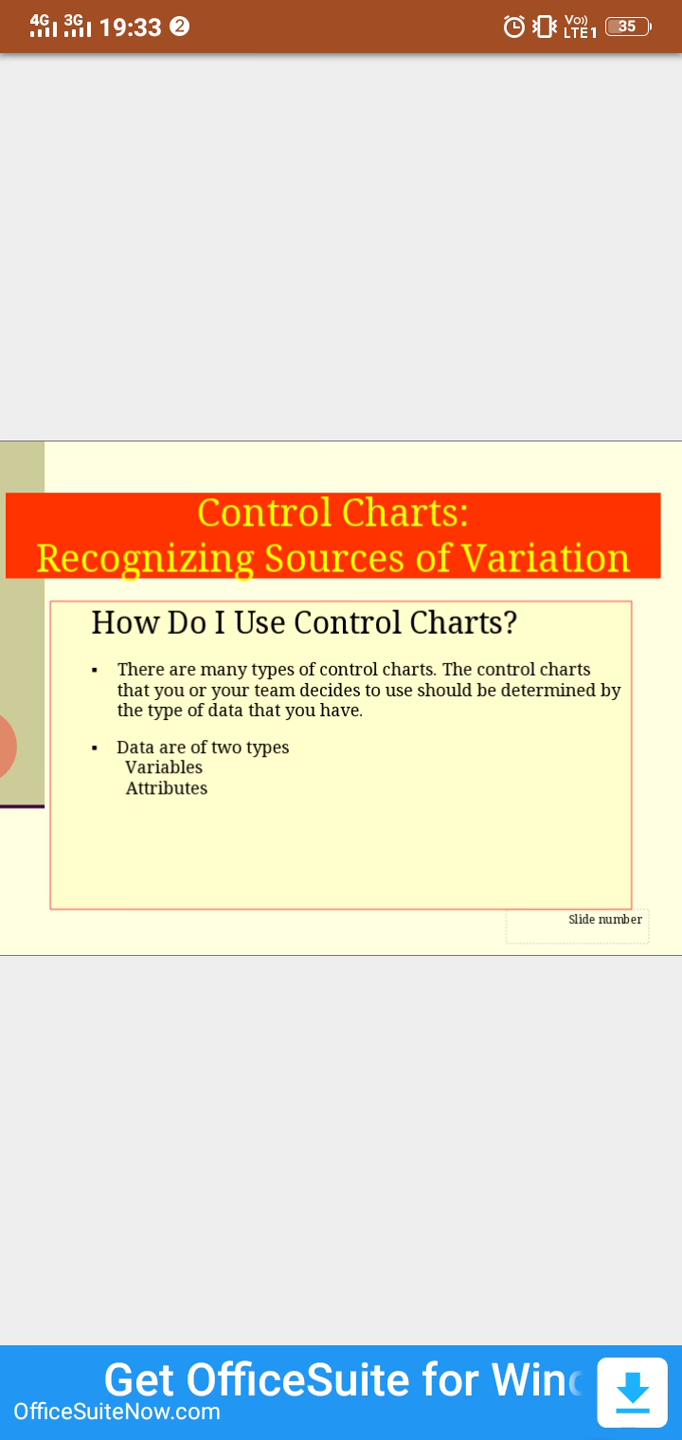 4G 3G 19:33 2 Vo)) LTE1 35
Control Charts:
Recognizing Sources of Variation
How Do I Use Control Charts?
▪ There are many types of control charts. The control charts
that you or your team decides to use should be determined by
the type of data that you have.
▪ Data are of two types
Variables
Attributes
Slide number
Get OfficeSuite for Win
OfficeSuiteNow.com